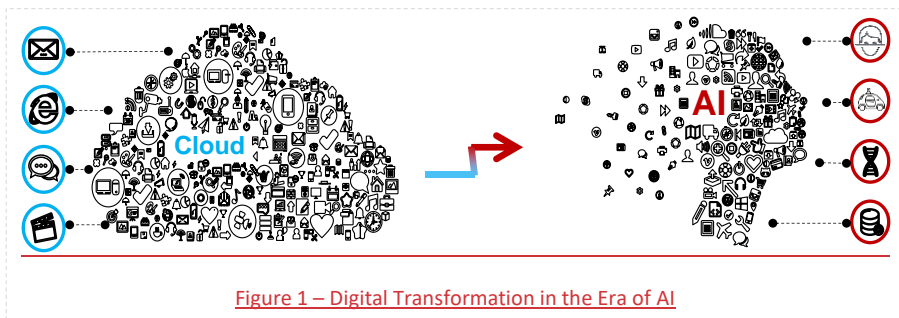 Cloud
AI
Figure 1 – Digital Transformation in the Era of AI